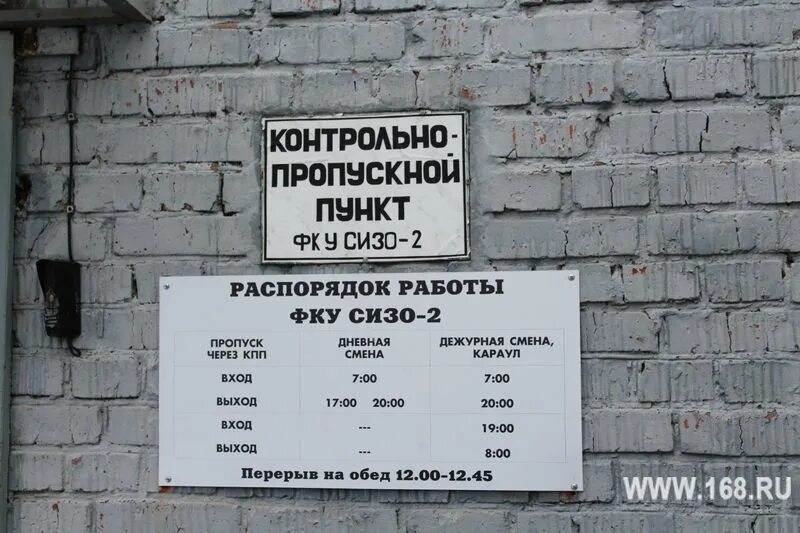 КОНТРОЛЬНО-
ПРОПУСКНОЙ
ПУНКТ
ФКУ СИЗО-2
РАСПОРЯДОК РАБОТЫ
ФКУ СИЗО-2
ПРОПУСК ЧЕРЕЗ КПП ДНЕВНАЯ СМЕНА ДЕЖУРНАЯ СМЕНА, КАРАУЛ
ВХОД 7:00 7:00
ВЫХОД 17:00 20:00 20:00
ВХОД --- 19:00
ВЫХОД --- 8:00
Перерыв на обед 12.00-12.45
WWW.168.RU